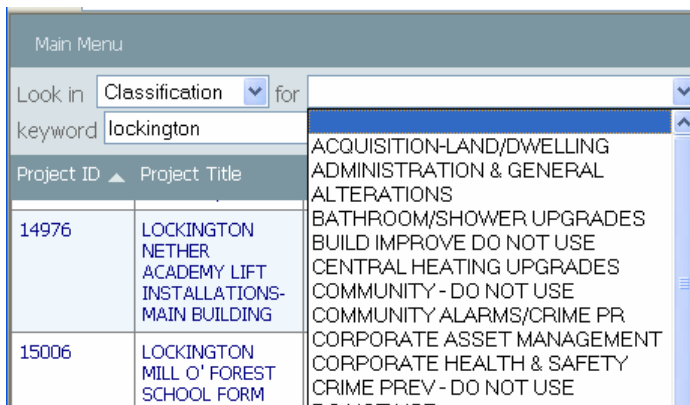 Main Menu
Look in Classification for
keyword lockington
Project ID Project Title
14976 LOCKINGTON
NETHER
ACADEMY LIFT
INSTALLATIONS-
MAIN BUILDING
15006 LOCKINGTON
MILL O' FOREST
SCHOOL FORM
ACQUISITION-LAND/DWELLING
ADMINISTRATION & GENERAL
ALTERATIONS
BATHROOM/SHOWER UPGRADES
BUILD IMPROVE DO NOT USE
CENTRAL HEATING UPGRADES
COMMUNITY - DO NOT USE
COMMUNITY ALARMS/CRIME PR
CORPORATE ASSET MANAGEMENT
CORPORATE HEALTH & SAFETY
CRIME PREV - DO NOT USE